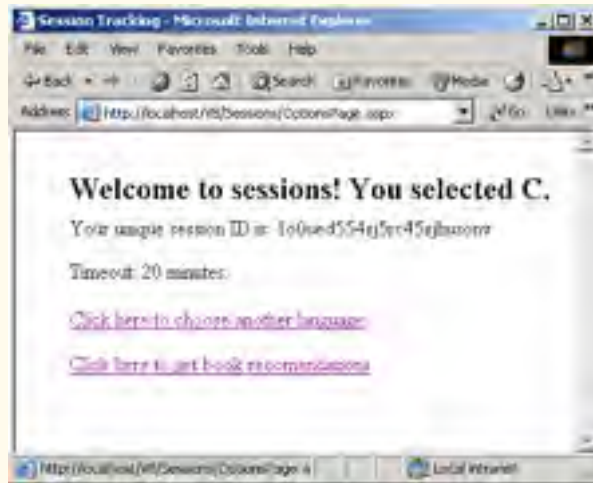 Session Tracking - Microsoft Internet Explorer
File Edit View Favorites Tools Help
Back Search Favorites Media
Address http://localhost/ Sessions/OptionsPage.aspx Go Links
Welcome to sessions! You selected C.
Your unique session ID is:
Timeout: 20 minutes.
Click here to choose another language
Click here to get book recomendations
Local intranet